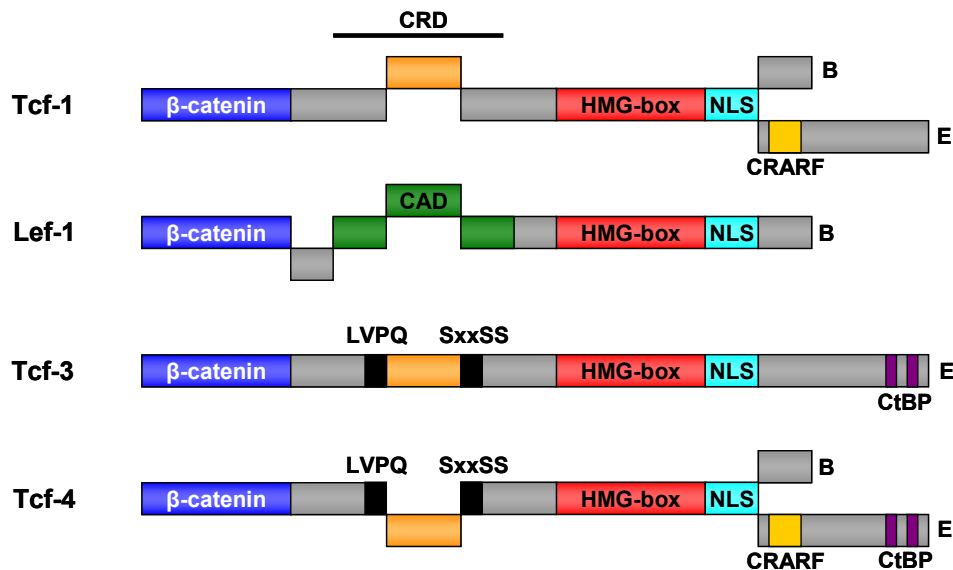 CRD
B
Tcf-1 β-catenin HMG-box NLS
E
CRARF
CAD
Lef-1 β-catenin HMG-box NLS B
LVPQ SxxSS
Tcf-3 β-catenin HMG-box NLS E
CtBP
LVPQ SxxSS B
Tcf-4 β-catenin HMG-box NLS
E
CRARF CtBP